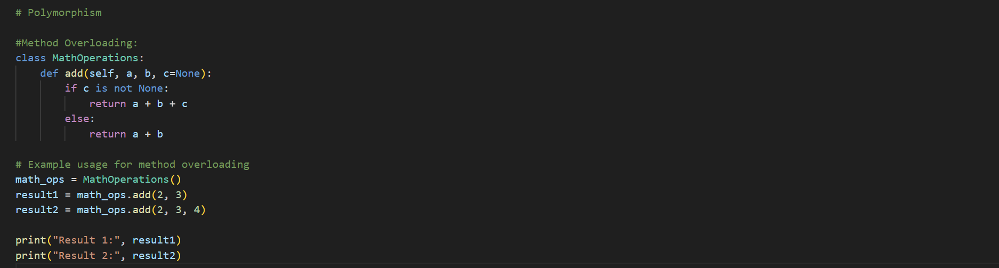 # Polymorphism
#Method Overloading:
class MathOperations:
    def add(self, a, b, c=None):
        if c is not None:
            return a + b + c
        else:
            return a + b
# Example usage for method overloading
math_ops = MathOperations()
result1 = math_ops.add(2, 3)
result2 = math_ops.add(2, 3, 4)
print("Result 1:", result1)
print("Result 2:", result2)